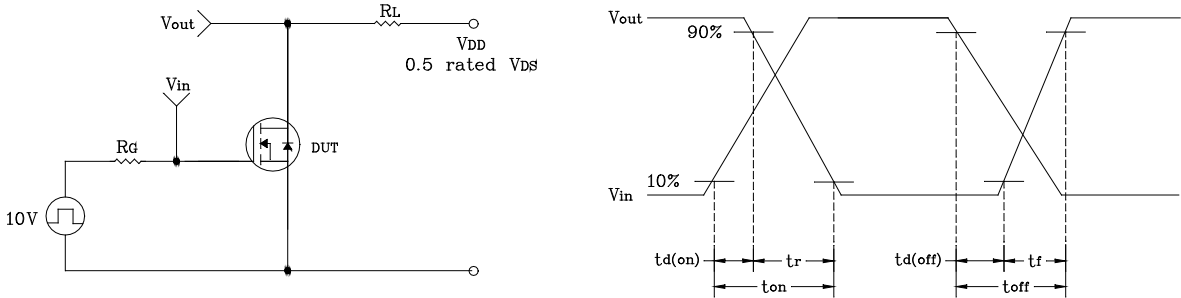 Vout
RL
VDD
0.5 rated VDS
Vin
RG
DUT
10V
Vout
90%
10%
Vin
td(on)
tr
td(off)
tf
ton
toff